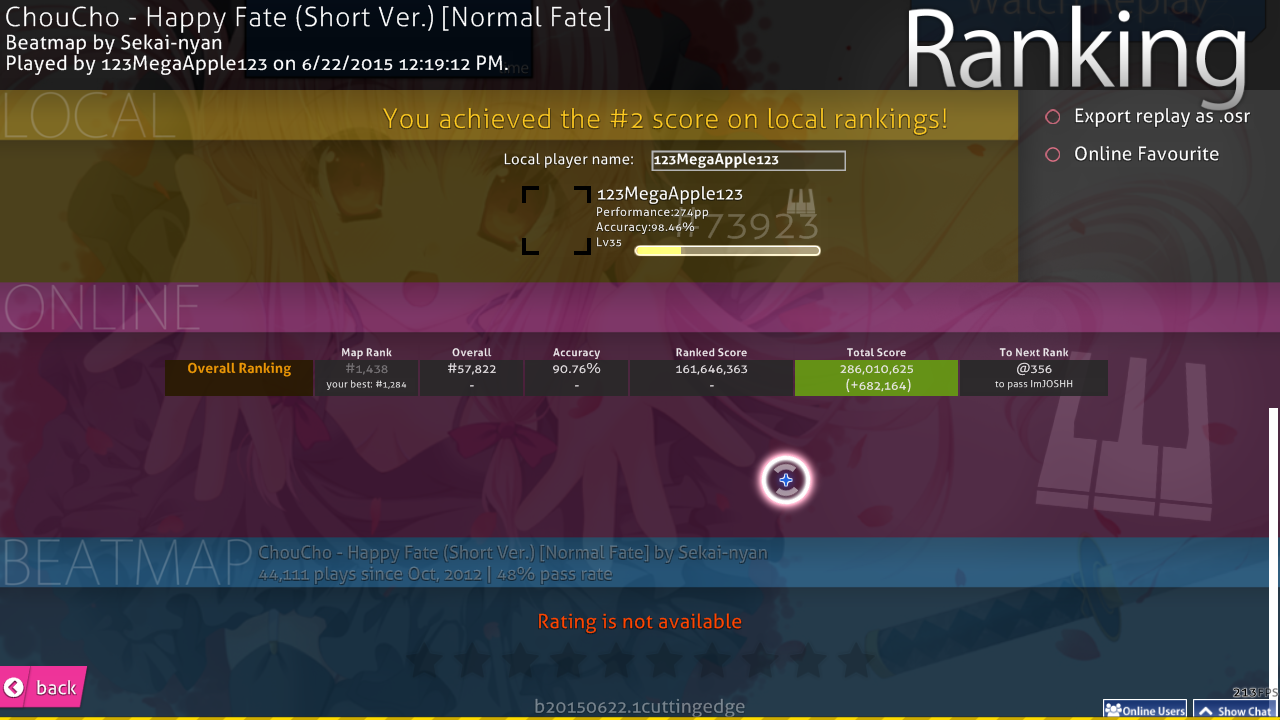 ChouCho - Happy Fate (Short Ver.) [Normal Fate]
Beatmap by Sekai-nyan
Played by 123MegaApple123 on 6/22/2015 12:19:12 PM.
Watch Replay
Ranking
LOCAL
You achieved the #2 score on local rankings!
Export replay as .osr
Online Favourite
Local player name: 123MegaApple123
123MegaApple123
Performance:274pp
#73923
Accuracy:98.46%
Lv35
ONLINE
Map Rank Overall Accuracy Ranked Score Total Score To Next Rank
Overall Ranking #1,438 #57,822 90.76% 161,646,363 286,010,625 @356
your best: #1,284 - - - (+682,164) to pass ImJOSHH
BEATMAP
ChouCho - Happy Fate (Short Ver.) [Normal Fate] by Sekai-nyan
44,111 plays since Oct, 2012 | 48% pass rate
Rating is not available
back
b20150622.1cuttingedge
213FPS
Online Users
Show Chat